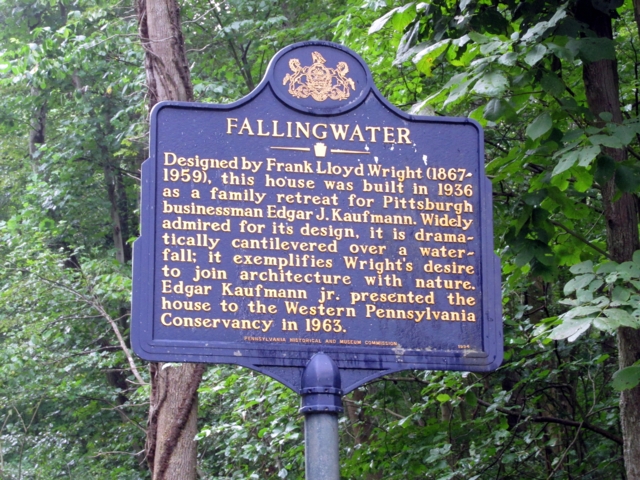 FALLINGWATER
Designed by Frank Lloyd Wright (1867-
1959), this house was built in 1936
as a family retreat for Pittsburgh
businessman Edgar J. Kaufmann. Widely
admired for its design, it is drama-
tically cantilevered over a water-
fall; it exemplifies Wright's desire
to join architecture with nature.
Edgar Kaufmann jr. presented the
house to the Western Pennsylvania
Conservancy in 1963.
PENNSYLVANIA HISTORICAL AND MUSEUM COMMISSION